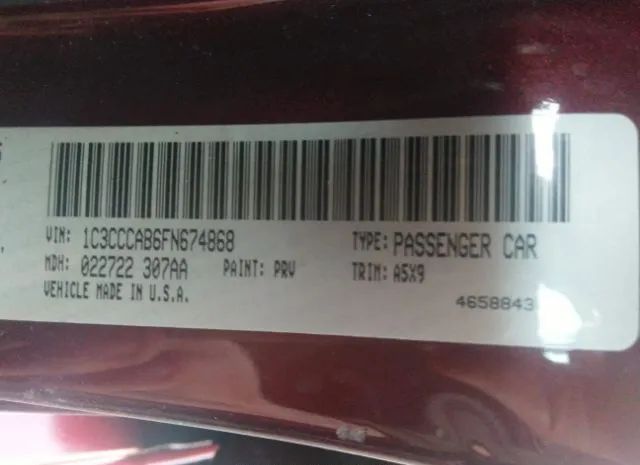 VIN: 1C3CCCAB6FN674868 TYPE: PASSENGER CAR
MDH: 022722 307AA PAINT: PRV TRIM: A5X9
VEHICLE MADE IN U.S.A.
4658843